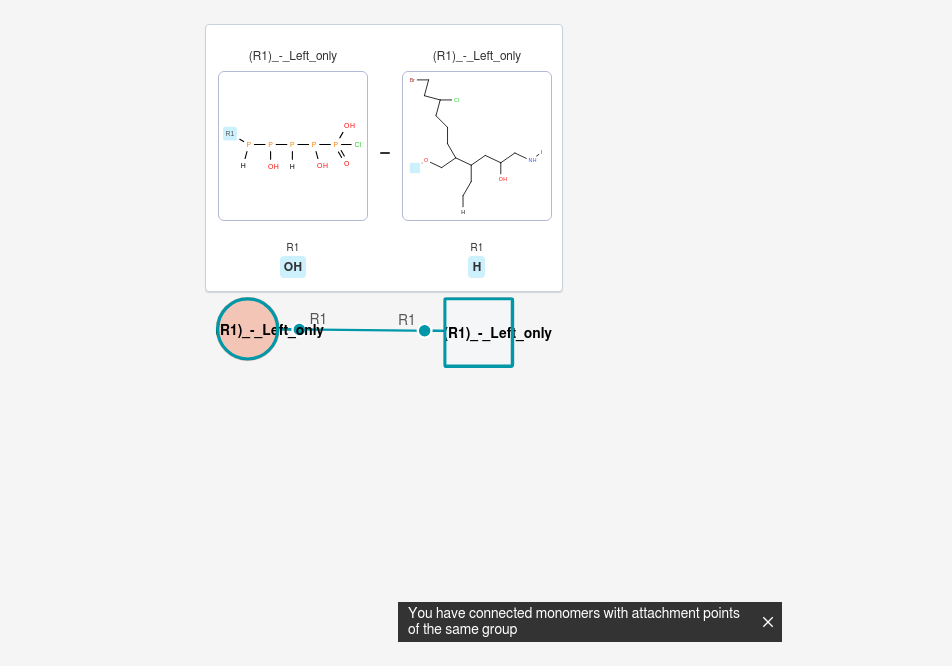 (R1)_-_Left_only
(R1)_-_Left_only
R1
P
P
P
P
P
OH
Cl
O
H
OH
H
OH
Br
Cl
O
OH
NH
I
H
R1
OH
R1
H
R1)_-_Left_only
R1
R1
(R1)_-_Left_only
You have connected monomers with attachment points
of the same group